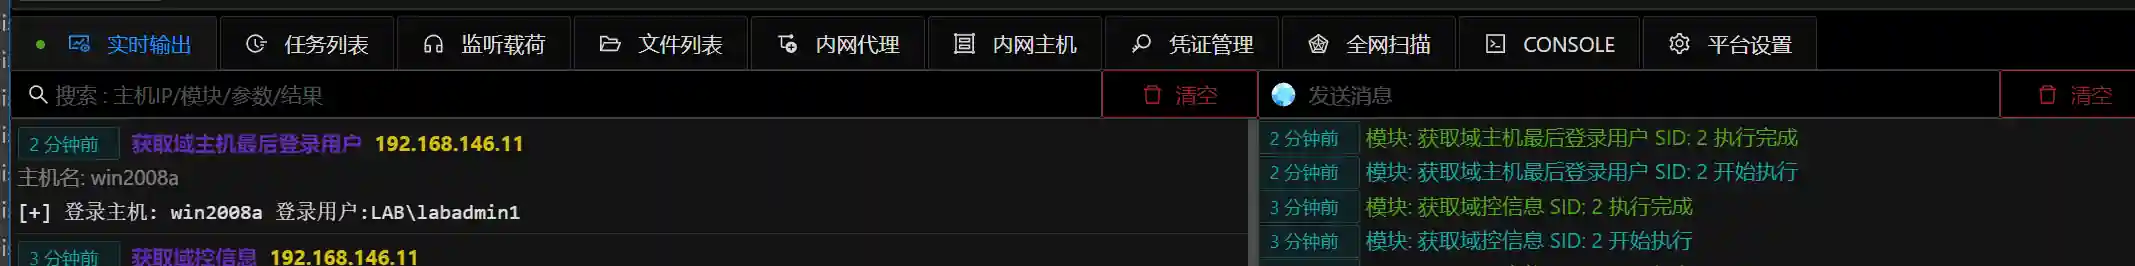 实时输出 任务列表 监听载荷 文件列表 内网代理 内网主机 凭证管理 全网扫描 CONSOLE 平台设置
搜索 : 主机IP/模块/参数/结果 清空
2 分钟前 获取域主机最后登录用户 192.168.146.11
主机名: win2008a
[+] 登录主机: win2008a 登录用户:LAB\labadmin1
3 分钟前 获取域控信息 192.168.146.11
发送消息 清空
2 分钟前 模块: 获取域主机最后登录用户 SID: 2 执行完成
2 分钟前 模块: 获取域主机最后登录用户 SID: 2 开始执行
3 分钟前 模块: 获取域控信息 SID: 2 执行完成
3 分钟前 模块: 获取域控信息 SID: 2 开始执行